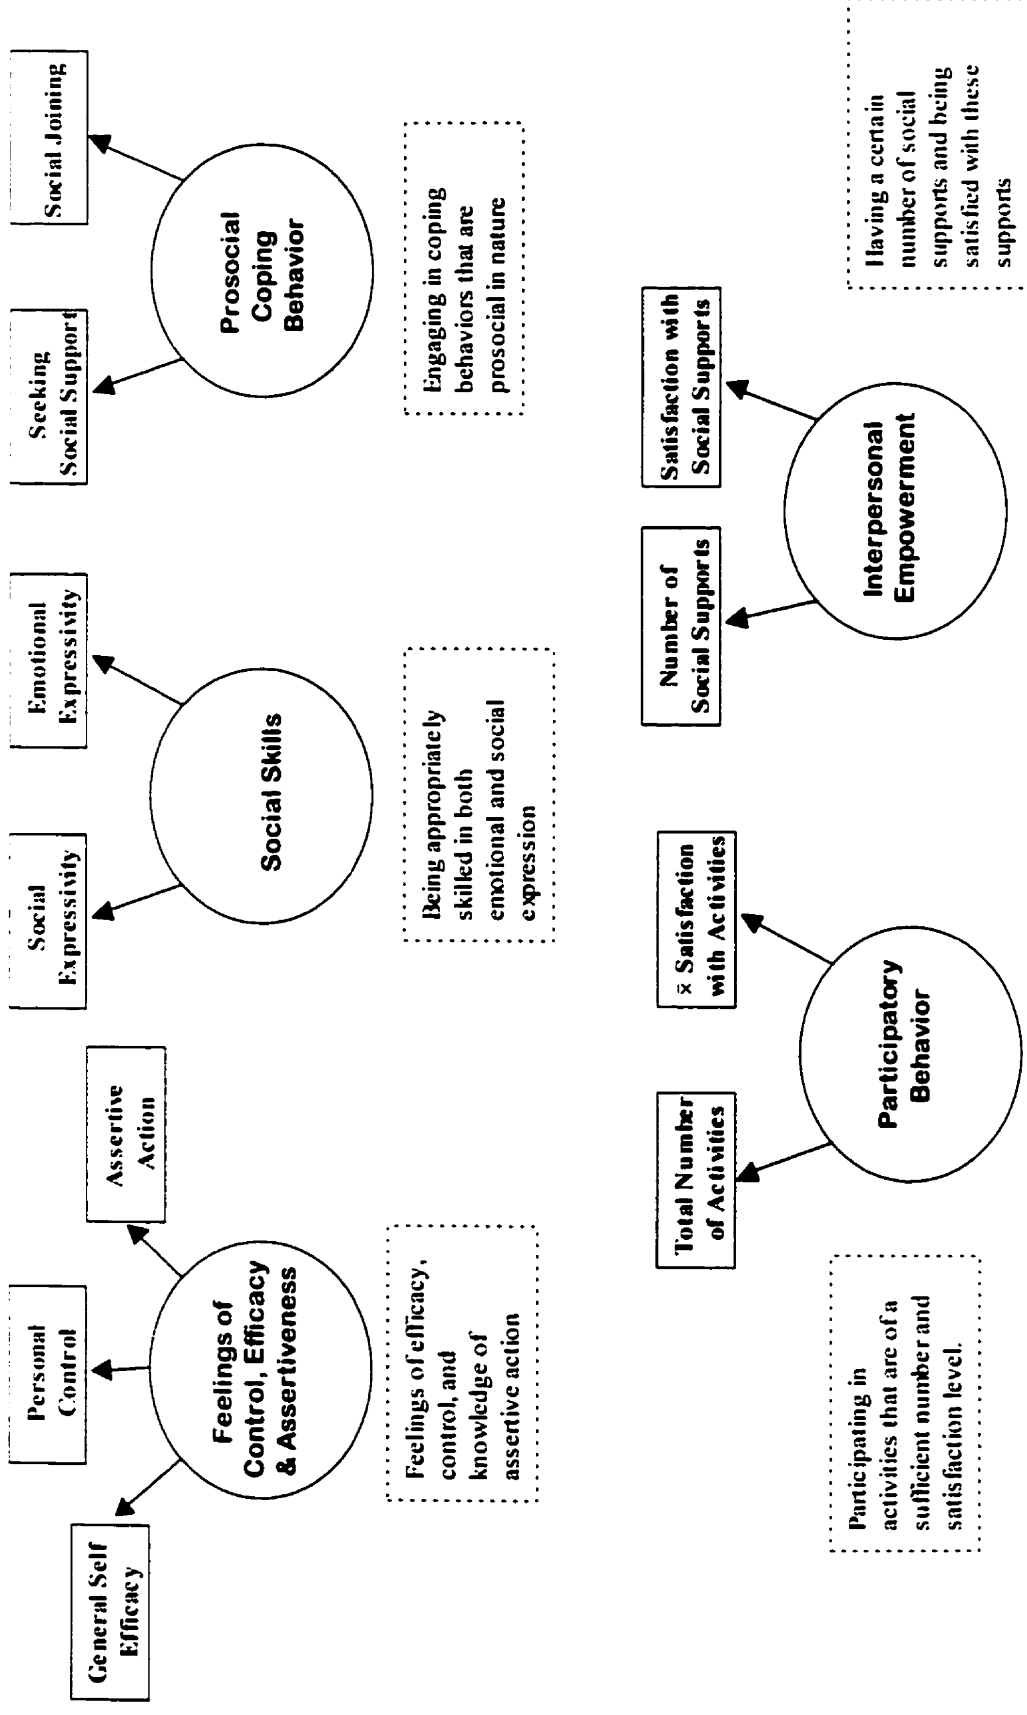 General Self
Efficacy
Personal
Control
Assertive
Action
Feelings of
Control, Efficacy
& Assertiveness
Feelings of efficacy,
control, and
knowledge of
assertive action
Social
Expressivity
Emotional
Expressivity
Social Skills
Being appropriately
skilled in both
emotional and social
expression
Seeking
Social Support
Social Joining
Prosocial
Coping
Behavior
Engaging in coping
behaviors that are
prosocial in nature
Total Number
of Activities
x̄ Satisfaction
with Activities
Participatory
Behavior
Participating in
activities that are of a
sufficient number and
satisfaction level.
Number of
Social Supports
Satisfaction with
Social Supports
Interpersonal
Empowerment
Having a certain
number of social
supports and being
satisfied with these
supports